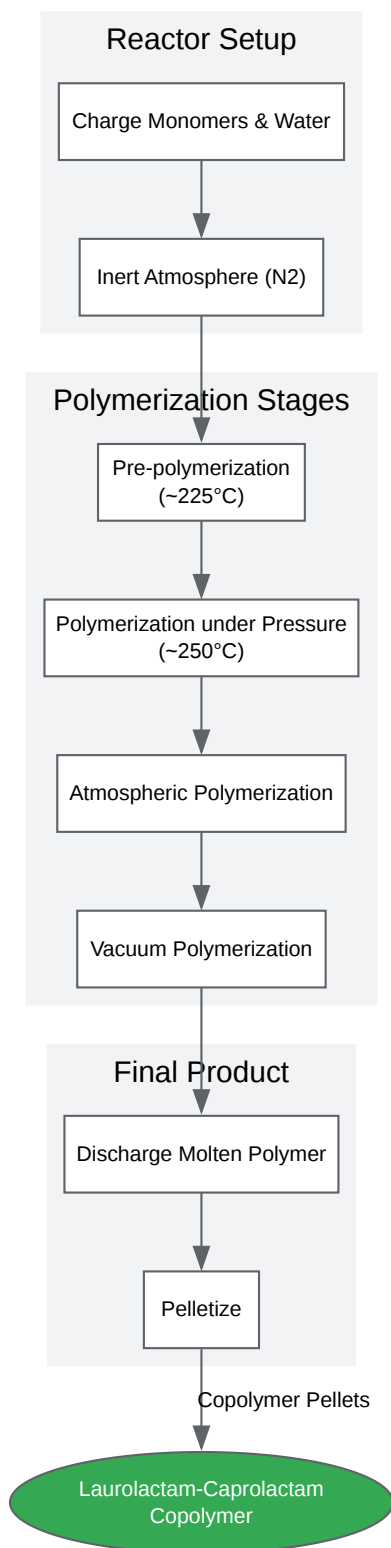 Reactor Setup
Charge Monomers & Water
Inert Atmosphere (N2)
Polymerization Stages
Pre-polymerization
(~225°C)
Polymerization under Pressure
(~250°C)
Atmospheric Polymerization
Vacuum Polymerization
Final Product
Discharge Molten Polymer
Pelletize
Copolymer Pellets
Laurolactam-Caprolactam
Copolymer